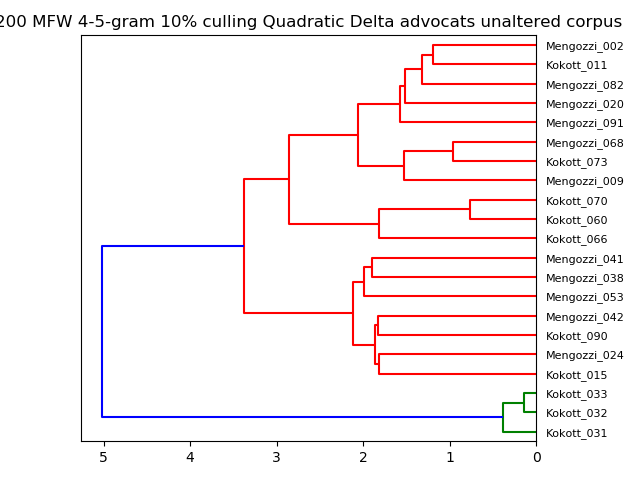 200 MFW 4-5-gram 10% culling Quadratic Delta advocats unaltered corpus
Mengozzi_002
Kokott_011
Mengozzi_082
Mengozzi_020
Mengozzi_091
Mengozzi_068
Kokott_073
Mengozzi_009
Kokott_070
Kokott_060
Kokott_066
Mengozzi_041
Mengozzi_038
Mengozzi_053
Mengozzi_042
Kokott_090
Mengozzi_024
Kokott_015
Kokott_033
Kokott_032
Kokott_031
5 4 3 2 1 0